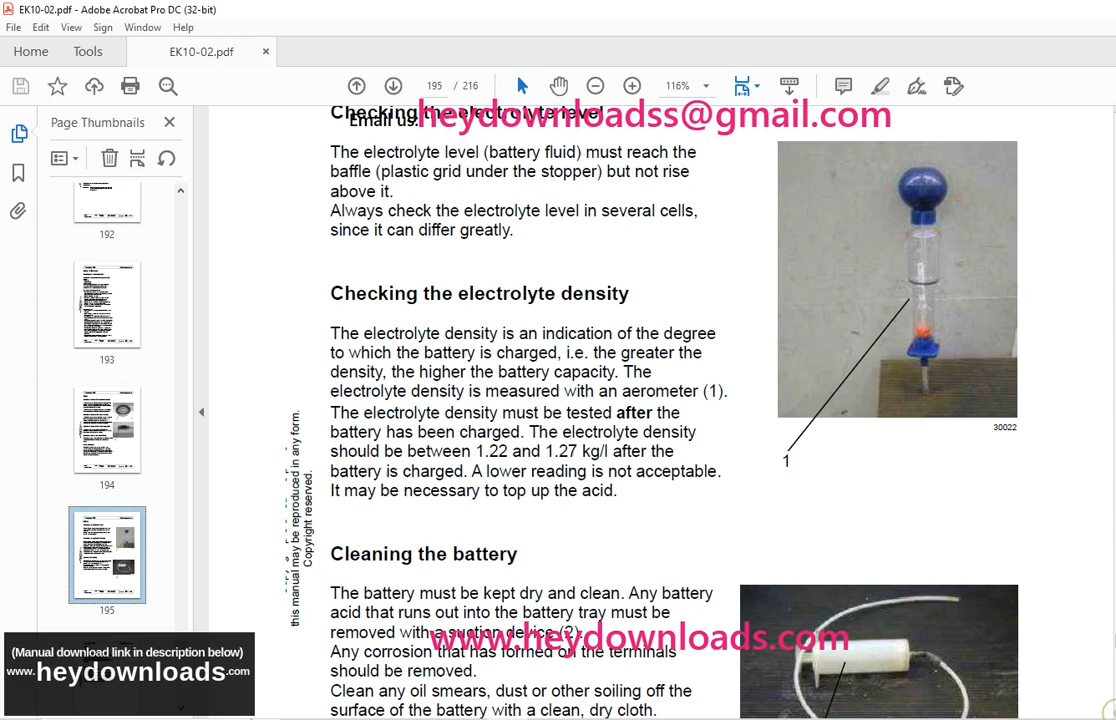 EK10-02.pdf - Adobe Acrobat Pro DC (32-bit)
File Edit View Sign Window Help
Home Tools EK10-02.pdf ×
195 / 216 116%
Page Thumbnails
192
193
194
195
Checking the electrolyte level
Email us:
heydownloadss@gmail.com
The electrolyte level (battery fluid) must reach the
baffle (plastic grid under the stopper) but not rise
above it.
Always check the electrolyte level in several cells,
since it can differ greatly.
Checking the electrolyte density
The electrolyte density is an indication of the degree
to which the battery is charged, i.e. the greater the
density, the higher the battery capacity. The
electrolyte density is measured with an aerometer (1).
The electrolyte density must be tested after the
battery has been charged. The electrolyte density
should be between 1.22 and 1.27 kg/l after the
battery is charged. A lower reading is not acceptable.
It may be necessary to top up the acid.
30022
1
this manual may be reproduced in any form.
Copyright reserved.
Cleaning the battery
The battery must be kept dry and clean. Any battery
acid that runs out into the battery tray must be
removed with a suction device (2).
www.heydownloads.com
Any corrosion that has formed on the terminals
should be removed.
Clean any oil smears, dust or other soiling off the
surface of the battery with a clean, dry cloth.
(Manual download link in description below)
www.heydownloads.com